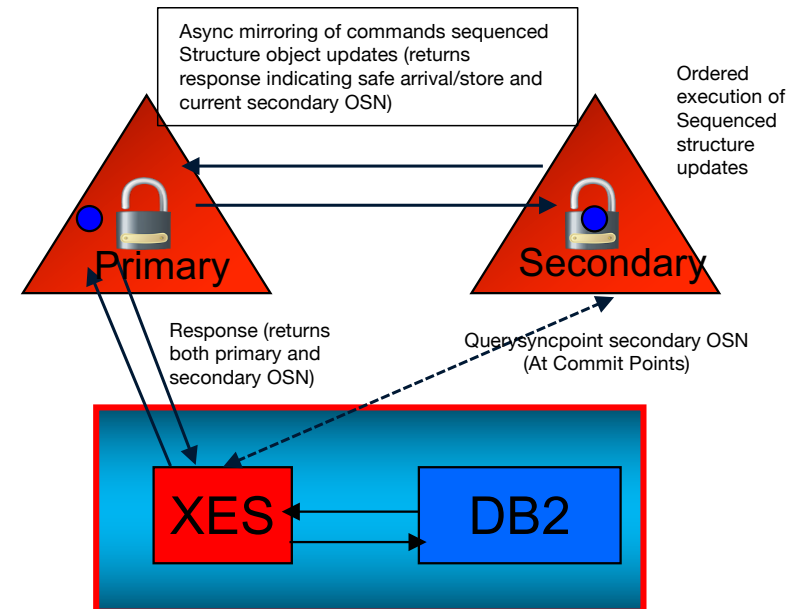 Async mirroring of commands sequenced
Structure object updates (returns
response indicating safe arrival/store and
current secondary OSN)
Ordered
execution of
Sequenced
structure
updates
Primary
Secondary
Response (returns
both primary and
secondary OSN)
Querysyncpoint secondary OSN
(At Commit Points)
XES
DB2